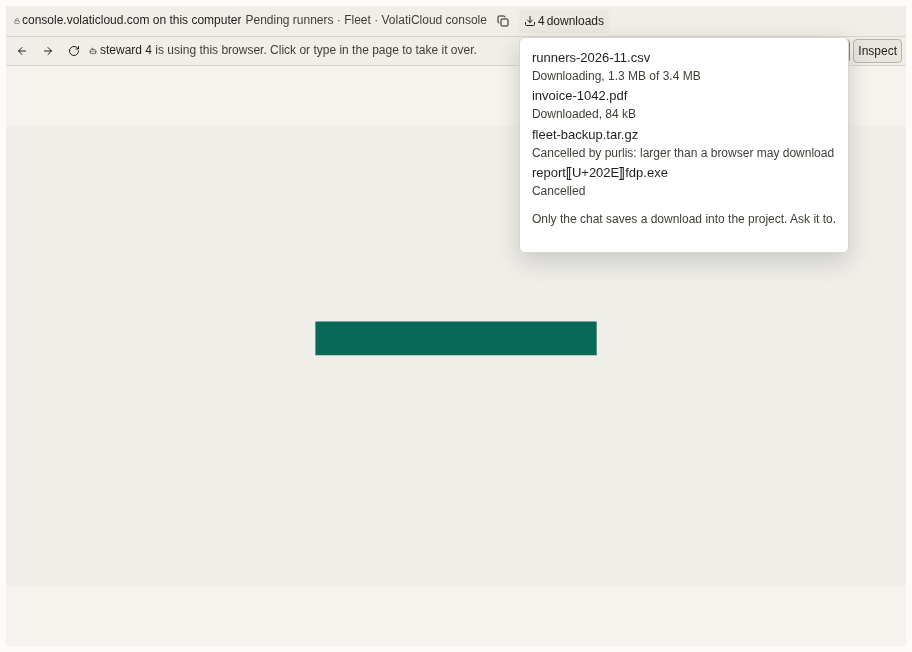 console.volaticloud.com on this computer Pending runners · Fleet · VolatiCloud console
4 downloads
steward 4 is using this browser. Click or type in the page to take it over.
Inspect
runners-2026-11.csv
Downloading, 1.3 MB of 3.4 MB
invoice-1042.pdf
Downloaded, 84 kB
fleet-backup.tar.gz
Cancelled by purlis: larger than a browser may download
report⟦U+202E⟧fdp.exe
Cancelled
Only the chat saves a download into the project. Ask it to.